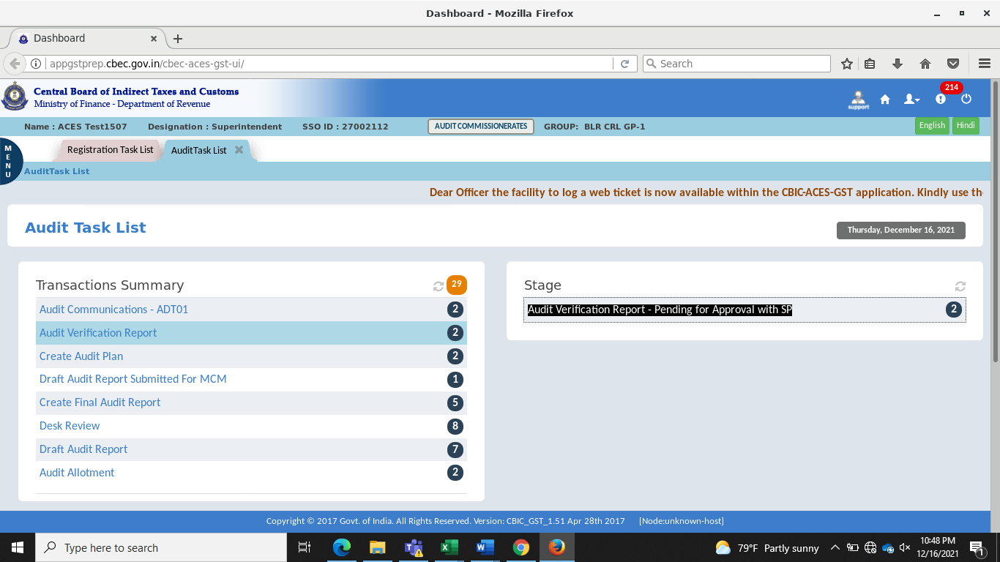 Dashboard - Mozilla Firefox
Dashboard
appgstprep.cbec.gov.in/cbec-aces-gst-ui/
Search
Central Board of Indirect Taxes and Customs
Ministry of Finance - Department of Revenue
support
214
Name : ACES Test1507 Designation : Superintendent SSO ID : 27002112 AUDIT COMMISSIONERATES GROUP: BLR CRL GP-1 English Hindi
MENU
Registration Task List AuditTask List
AuditTask List
Dear Officer the facility to log a web ticket is now available within the CBIC-ACES-GST application. Kindly use th
Audit Task List
Thursday, December 16, 2021
Transactions Summary 29
Audit Communications - ADT01 2
Audit Verification Report 2
Create Audit Plan 2
Draft Audit Report Submitted For MCM 1
Create Final Audit Report 5
Desk Review 8
Draft Audit Report 7
Audit Allotment 2
Stage
Audit Verification Report - Pending for Approval with SP 2
Copyright © 2017 Govt. of India. All Rights Reserved. Version: CBIC_GST_1.51 Apr 28th 2017 [Node:unknown-host]
Type here to search
79°F Partly sunny
10:48 PM
12/16/2021
1